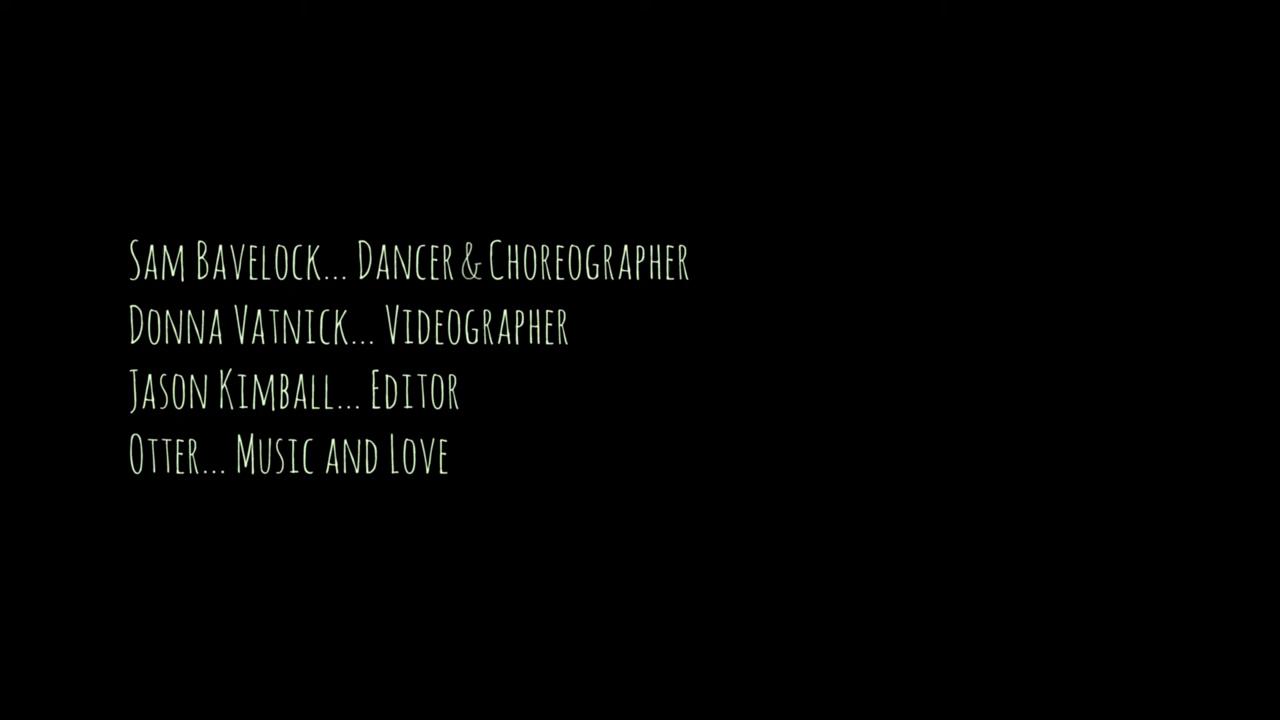 Sam Bavelock... Dancer & Choreographer
Donna Vatnick... Videographer
Jason Kimball... Editor
Otter... Music and Love